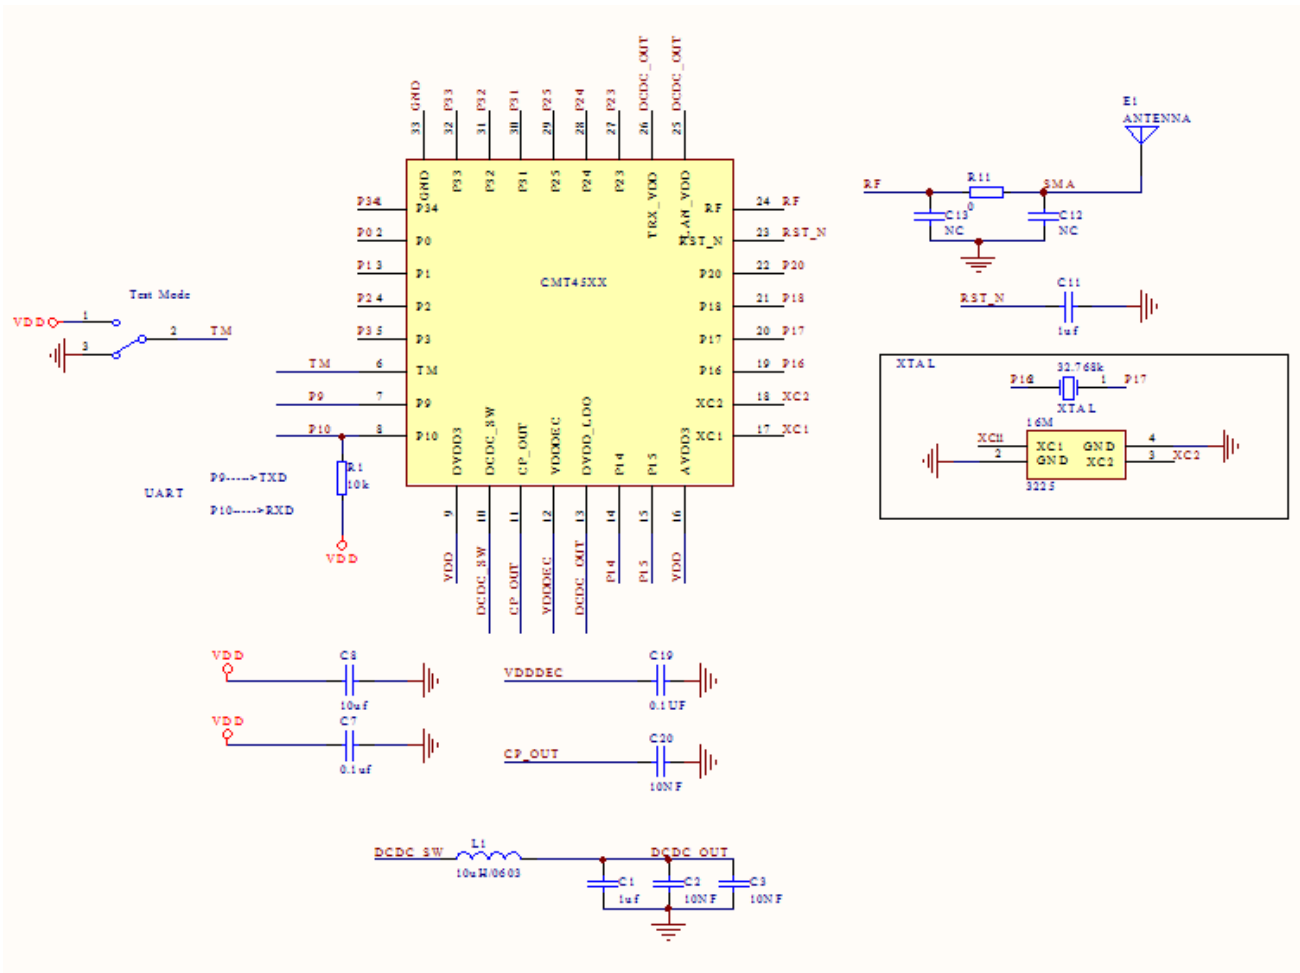 GND P33 P32 P31 P25 P24 P23 DCDC_OUT DCDC_OUT
33 32 31 30 29 28 27 26 25
GND P33 P32 P31 P25 P24 P23 TRX_VDD LAN_VDD
P34 1 P34
P0 2 P0
P1 3 P1
P2 4 P2
P3 5 P3
TM 6 TM
P9 7 P9
P10 8 P10
CMT45XX
RF 24 RF
RST_N 23 RST_N
P20 22 P20
P18 21 P18
P17 20 P17
P16 19 P16
XC2 18 XC2
XC1 17 XC1
DVDD3 DCDC_SW CP_OUT VDDDEC DVDD_LDO P14 P15 AVDD3
9 10 11 12 13 14 15 16
VDD DCDC_SW CP_OUT VDDDEC DCDC_OUT P14 P15 VDD
Test Mode
VDD 1
2 TM
3
R1
10k
VDD
UART
P9---->TXD
P10---->RXD
E1
ANTENNA
RF
R11
0
SMA
C13
NC
C12
NC
RST_N
C11
1uf
XTAL
32.768k
P16 2
1 P17
XTAL
16M
XC1 1 XC1
2 GND
GND 4
XC2 3 XC2
3225
VDD
C8
10uf
VDD
C7
0.1uf
VDDDEC
C19
0.1UF
CP_OUT
C20
10NF
DCDC_SW
L1
10uH/0603
DCDC_OUT
C1
1uf
C2
10NF
C3
10NF